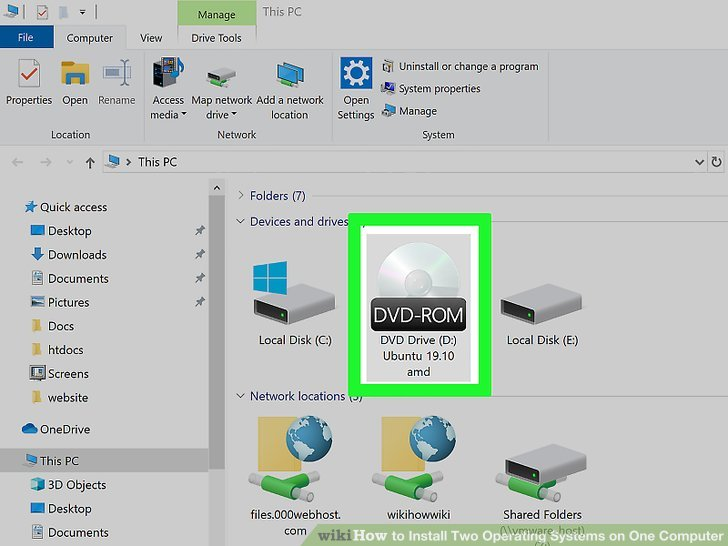 Manage
This PC
File
Computer
View
Drive Tools
Properties
Open
Rename
Access
media
Map network
drive
Add a network
location
Open
Settings
Uninstall or change a program
System properties
Manage
Location
Network
System
This PC
Quick access
Desktop
Downloads
Documents
Pictures
Docs
htdocs
Screens
website
OneDrive
This PC
3D Objects
Desktop
Documents
Folders (7)
Devices and drives
Local Disk (C:)
DVD-ROM
DVD Drive (D:)
Ubuntu 19.10
amd
Local Disk (E:)
Network locations (3)
files.000webhost.
com
wikihowwiki
Shared Folders
(\\vmware_host)
wikiHow to Install Two Operating Systems on One Computer